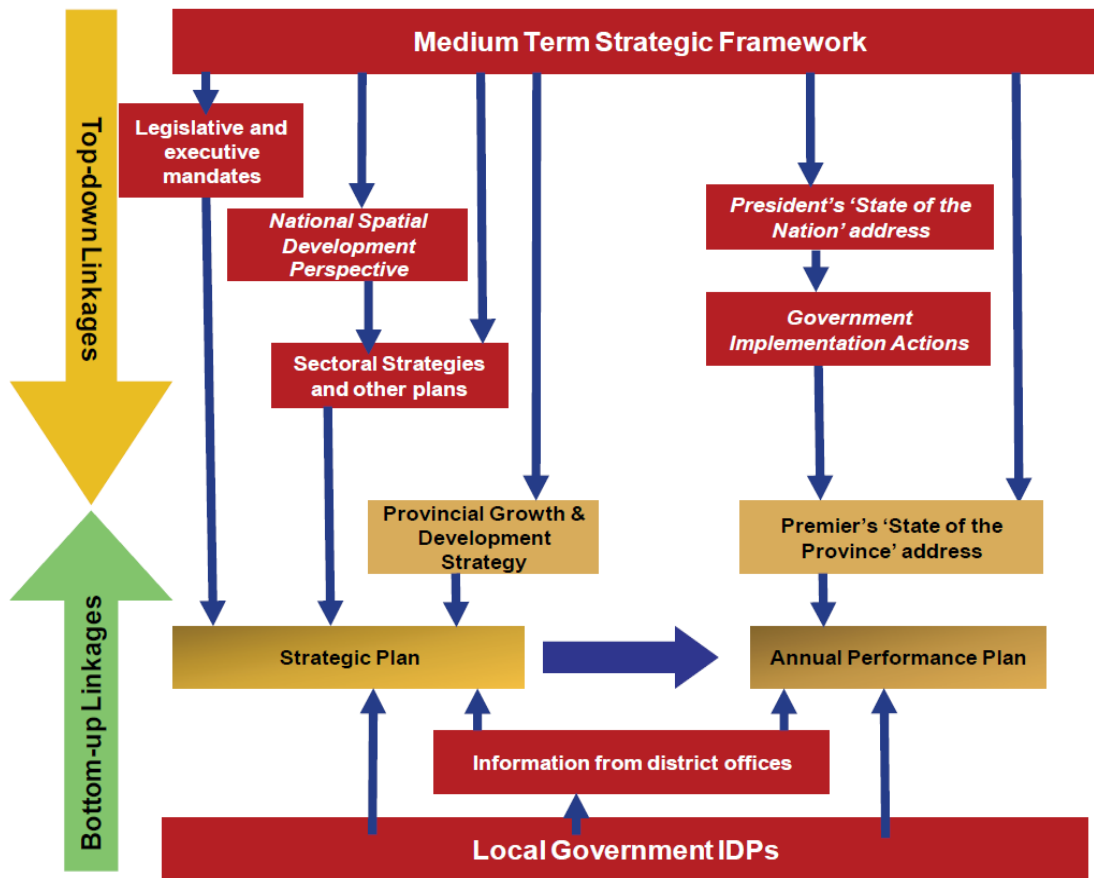 Medium Term Strategic Framework
Top-down Linkages
Legislative and
executive
mandates
National Spatial
Development
Perspective
President’s ‘State of the
Nation’ address
Government
Implementation Actions
Sectoral Strategies
and other plans
Provincial Growth &
Development
Strategy
Premier’s ‘State of the
Province’ address
Bottom-up Linkages
Strategic Plan
Annual Performance Plan
Information from district offices
Local Government IDPs